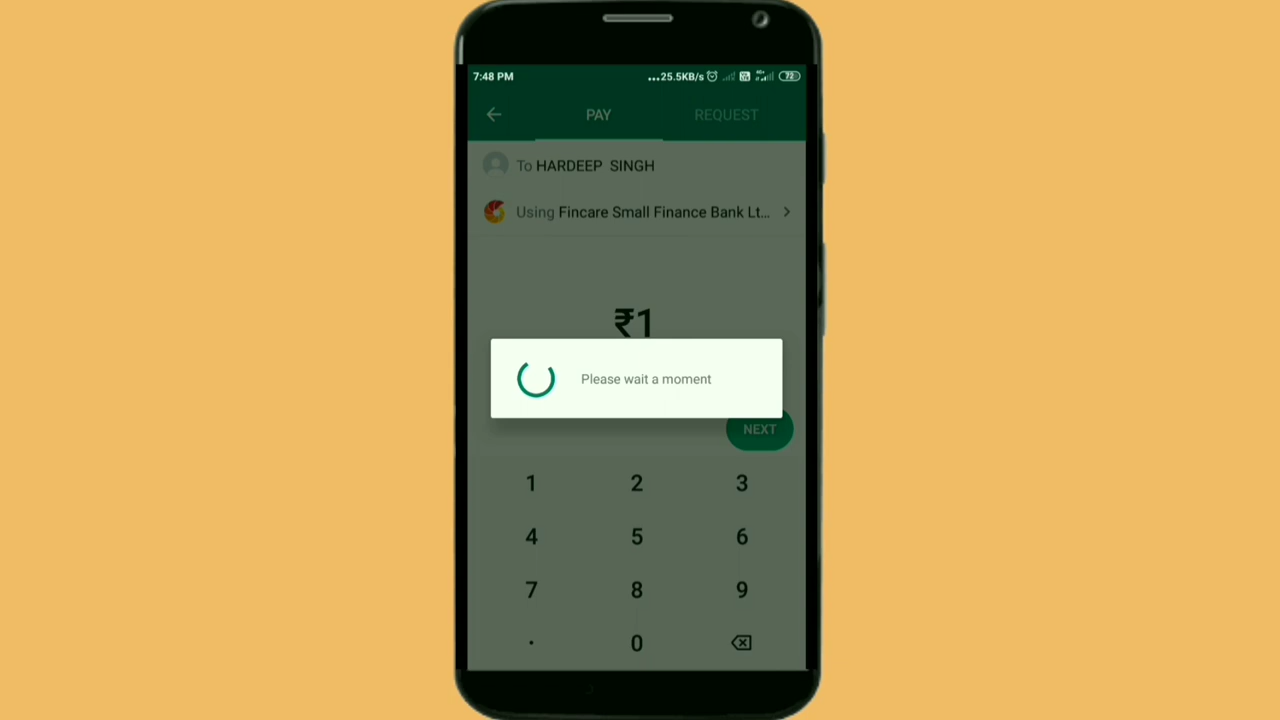 7:48 PM
...25.5KB/s
72
PAY
REQUEST
To HARDEEP SINGH
Using Fincare Small Finance Bank Lt...
₹1
Please wait a moment
NEXT
1 2 3
4 5 6
7 8 9
. 0